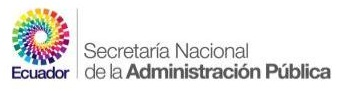 Ecuador
Secretaría Nacional
de la Administración Pública